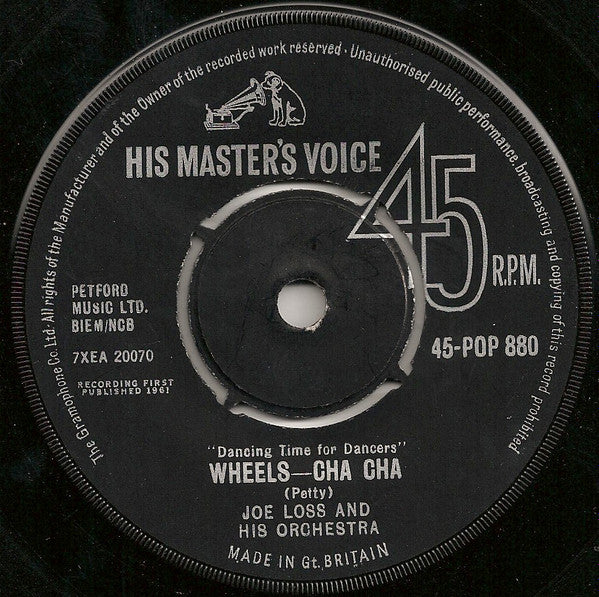 The Gramophone Co. Ltd. All rights of the Manufacturer and of the Owner of the recorded work reserved · Unauthorised public performance, broadcasting and copying of this record prohibited
HIS MASTER'S VOICE
45
R.P.M.
PETFORD
MUSIC LTD.
BIEM/NCB
7XEA 20070
45-POP 880
RECORDING FIRST
PUBLISHED 1961
"Dancing Time for Dancers"
WHEELS—CHA CHA
(Petty)
JOE LOSS AND
HIS ORCHESTRA
MADE IN Gt. BRITAIN